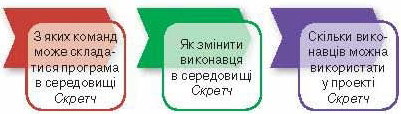 З яких команд
може склада-
тися програма
в середовищі
Скретч
Як змінити
виконавця
в середовищі
Скретч
Скільки вико-
навців можна
використати
у проекті
Скретч